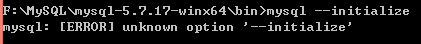 F:\MySQL\mysql-5.7.17-winx64\bin>mysql --initialize
mysql: [ERROR] unknown option '--initialize'